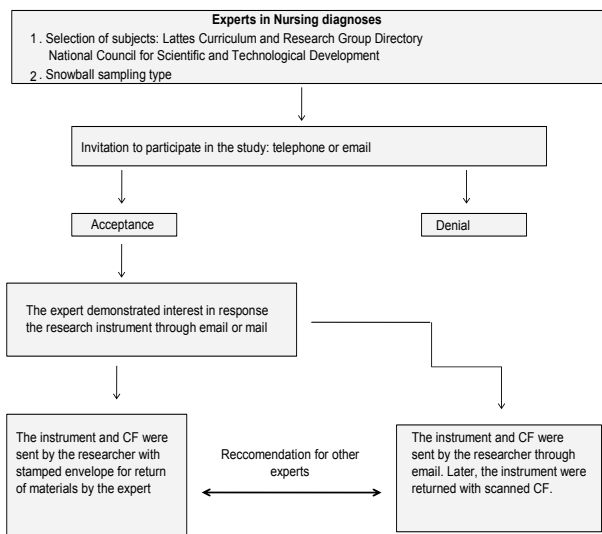 Experts in Nursing diagnoses
1 . Selection of subjects: Lattes Curriculum and Research Group Directory
National Council for Scientific and Technological Development
2 . Snowball sampling type
Invitation to participate in the study: telephone or email
Acceptance
Denial
The expert demonstrated interest in response
the research instrument through email or mail
The instrument and CF were
sent by the researcher with
stamped envelope for return
of materials by the expert
Reccomendation for other
experts
The instrument and CF were
sent by the researcher through
email. Later, the instrument were
returned with scanned CF.